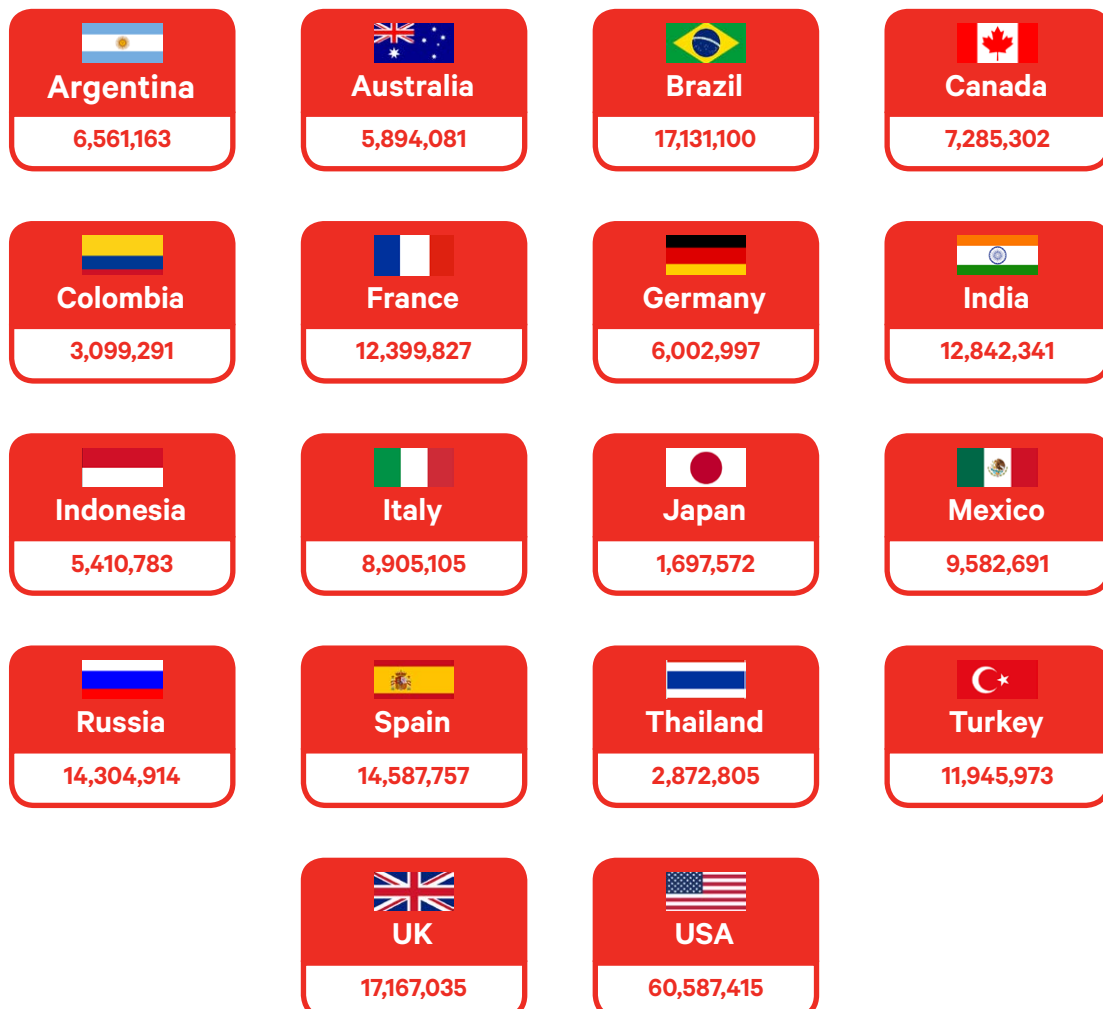 Argentina
6,561,163
Australia
5,894,081
Brazil
17,131,100
Canada
7,285,302
Colombia
3,099,291
France
12,399,827
Germany
6,002,997
India
12,842,341
Indonesia
5,410,783
Italy
8,905,105
Japan
1,697,572
Mexico
9,582,691
Russia
14,304,914
Spain
14,587,757
Thailand
2,872,805
Turkey
11,945,973
UK
17,167,035
USA
60,587,415